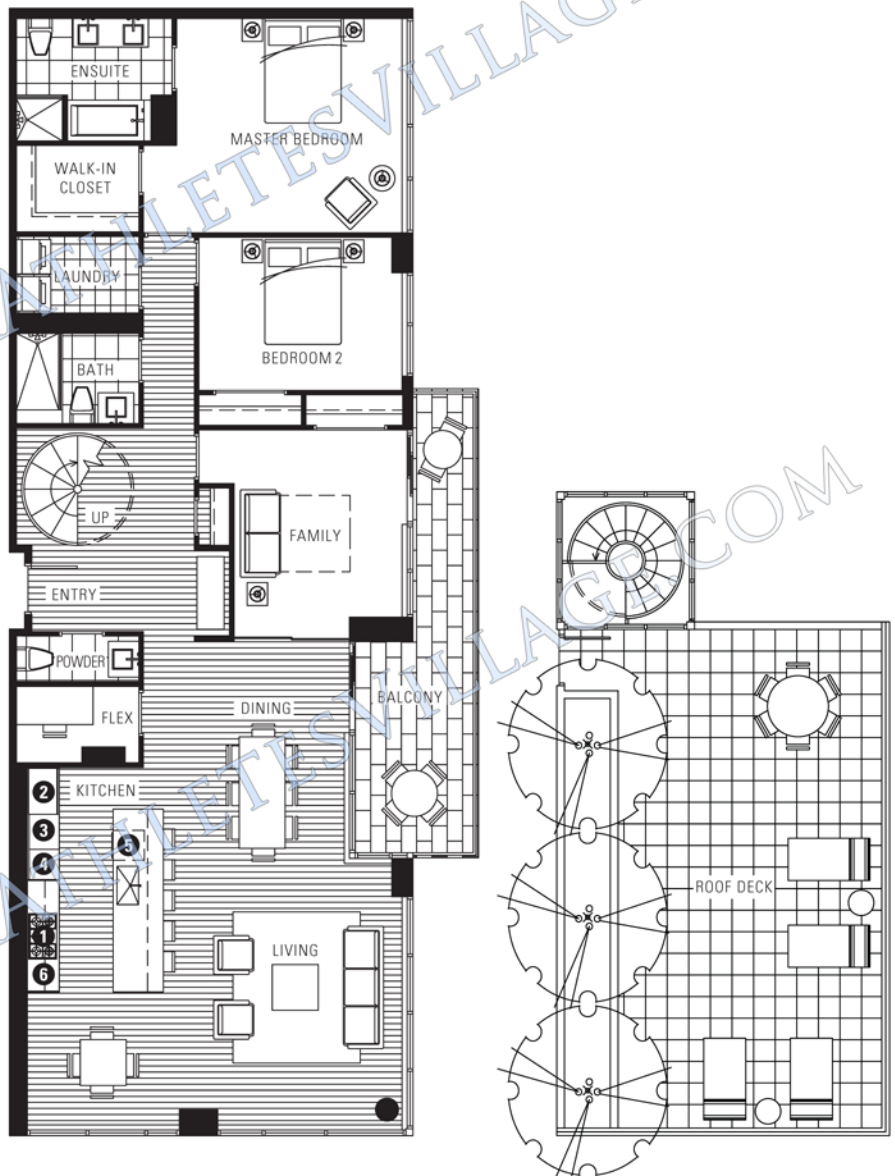 ENSUITE
MASTER BEDROOM
WALK-IN
CLOSET
LAUNDRY
BEDROOM 2
BATH
UP
FAMILY
ENTRY
POWDER
FLEX
DINING
BALCONY
KITCHEN
2
3
4
5
1
6
LIVING
ROOF DECK
ATHLETESVILLAGE
ATHLETESVILLAGE.COM